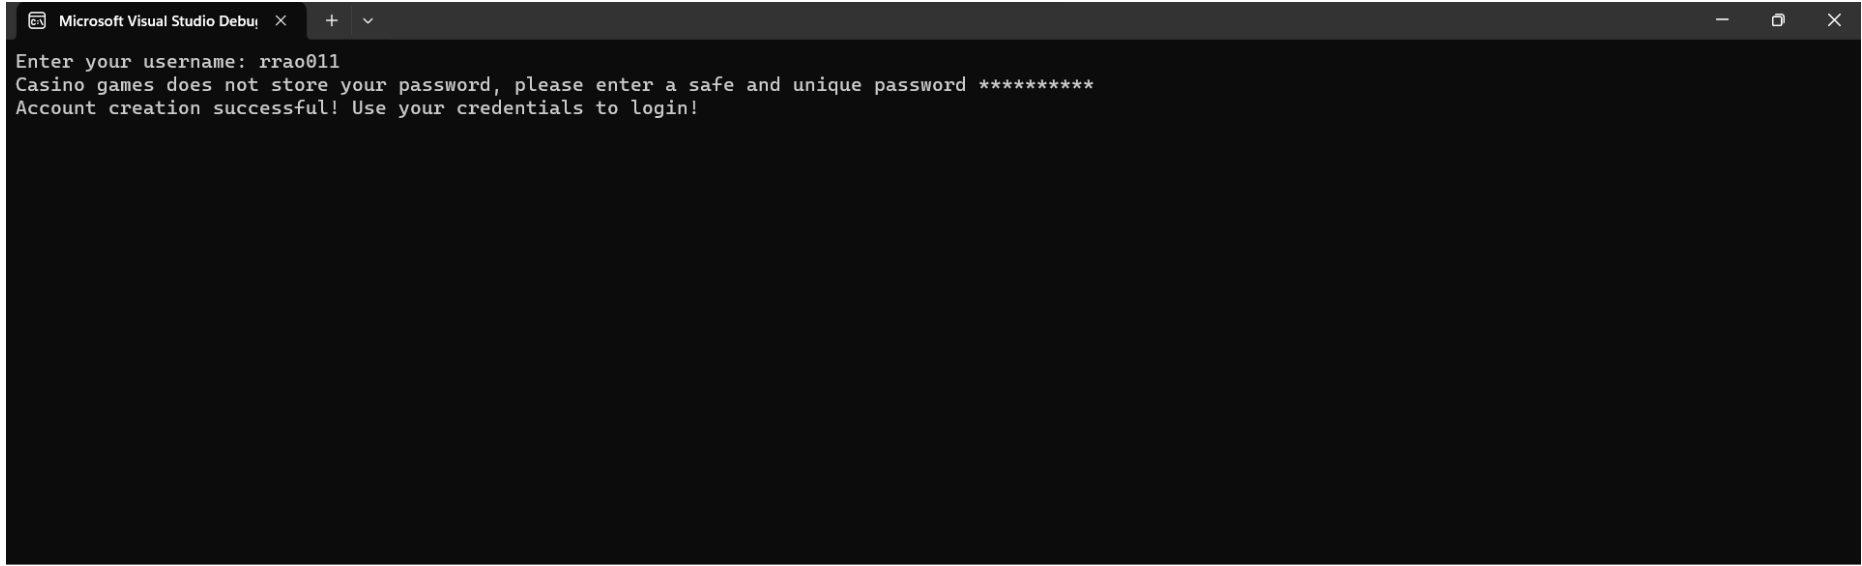 Microsoft Visual Studio Debug
Enter your username: rrao011
Casino games does not store your password, please enter a safe and unique password **********
Account creation successful! Use your credentials to login!